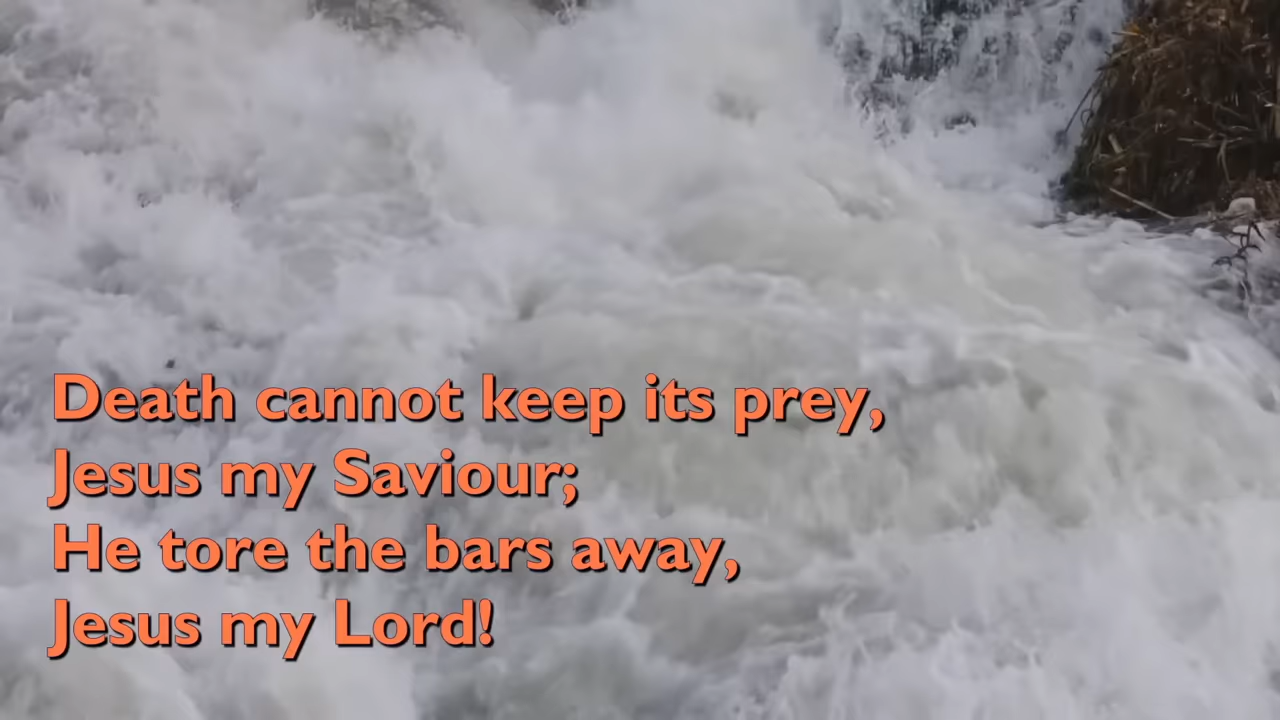 Death cannot keep its prey,
Jesus my Saviour;
He tore the bars away,
Jesus my Lord!